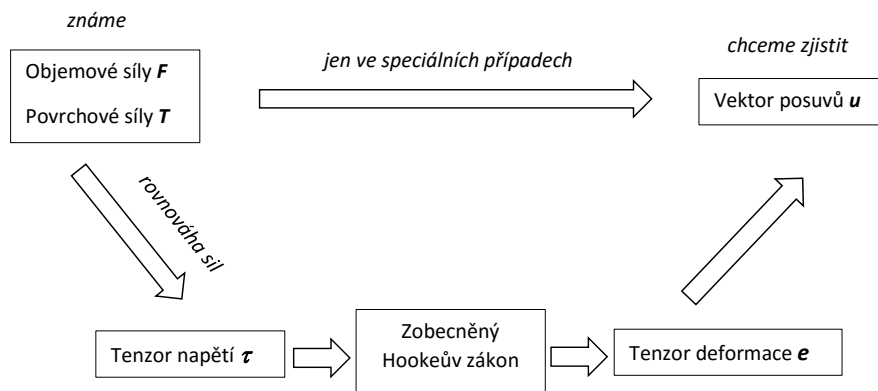 známe
Objemové síly F
Povrchové síly T
jen ve speciálních případech
chceme zjistit
Vektor posuvů u
rovnováha sil
Tenzor napětí τ
Zobecněný
Hookeův zákon
Tenzor deformace e